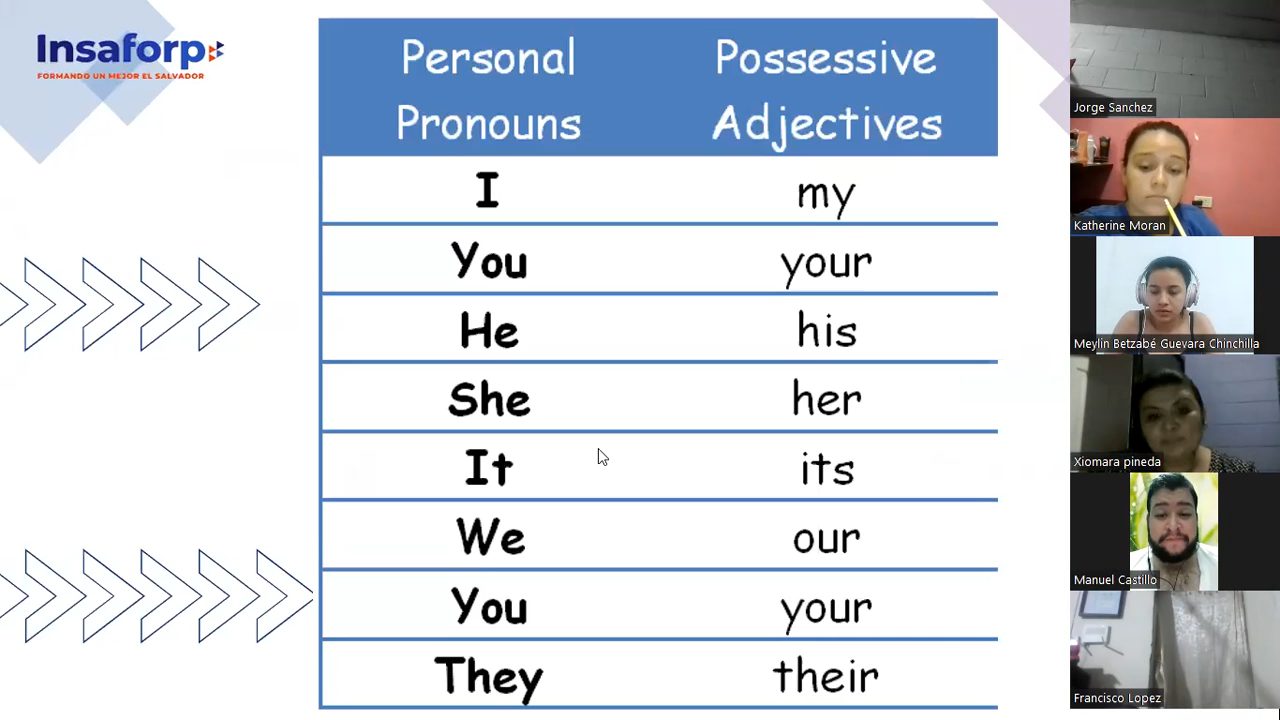 Insaforp
FORMANDO UN MEJOR EL SALVADOR
Personal Pronouns
Possessive Adjectives
I my
You your
He his
She her
It its
We our
You your
They their
Jorge Sanchez
Katherine Moran
Meylin Betzabé Guevara Chinchilla
Xiomara pineda
Manuel Castillo
Francisco Lopez